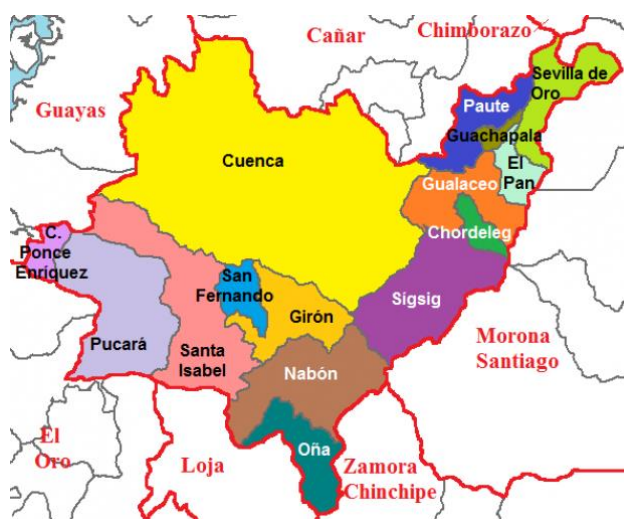 Cañar
Chimborazo
Sevilla de
Oro
Guayas
Paute
Guachapala
Cuenca
El
Pan
Gualaceo
Chordeleg
C.
Ponce
Enríquez
San
Fernando
Sígsig
Girón
Pucará
Santa
Isabel
Morona
Santiago
Nabón
El
Oro
Loja
Oña
Zamora
Chinchipe